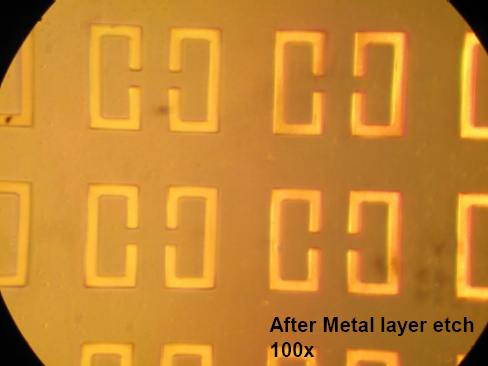 After Metal layer etch
100x